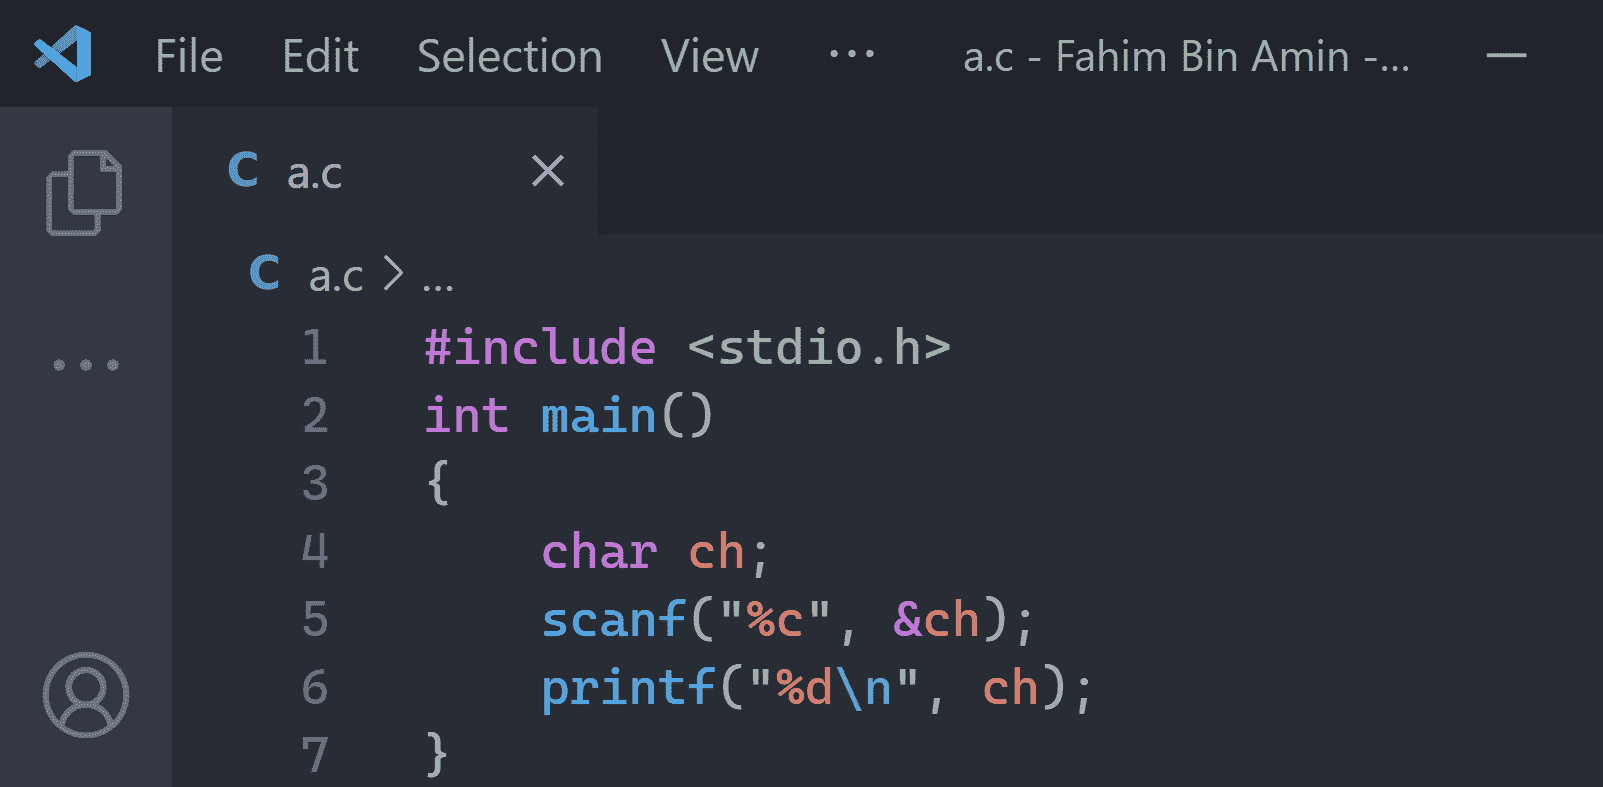 File Edit Selection View ... a.c - Fahim Bin Amin -...
C a.c
C a.c > ...
1 #include <stdio.h>
2 int main()
3 {
4     char ch;
5     scanf("%c", &ch);
6     printf("%d\n", ch);
7 }